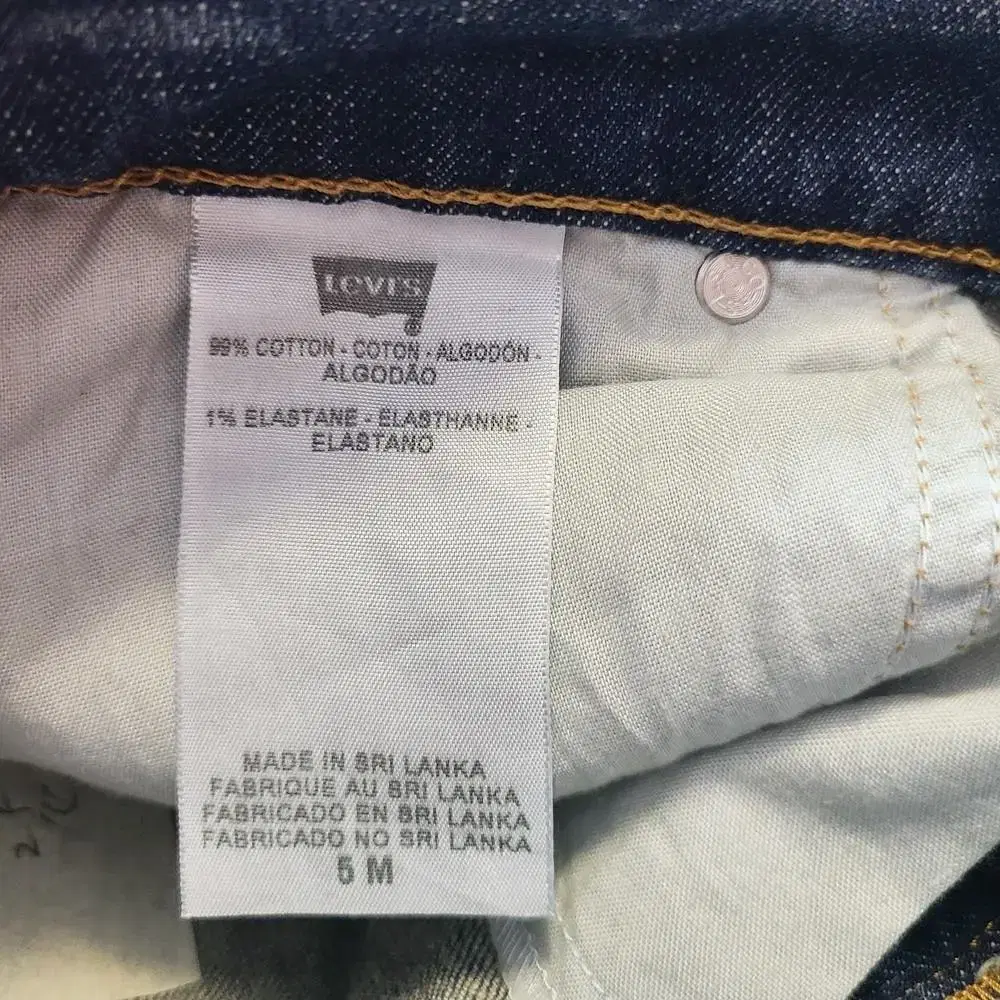 Levi's
99% COTTON - COTON - ALGODÓN -
ALGODÃO
1% ELASTANE - ÉLASTHANNE -
ELASTANO
MADE IN SRI LANKA
FABRIQUE AU SRI LANKA
FABRICADO EN SRI LANKA
FABRICADO NO SRI LANKA
5 M